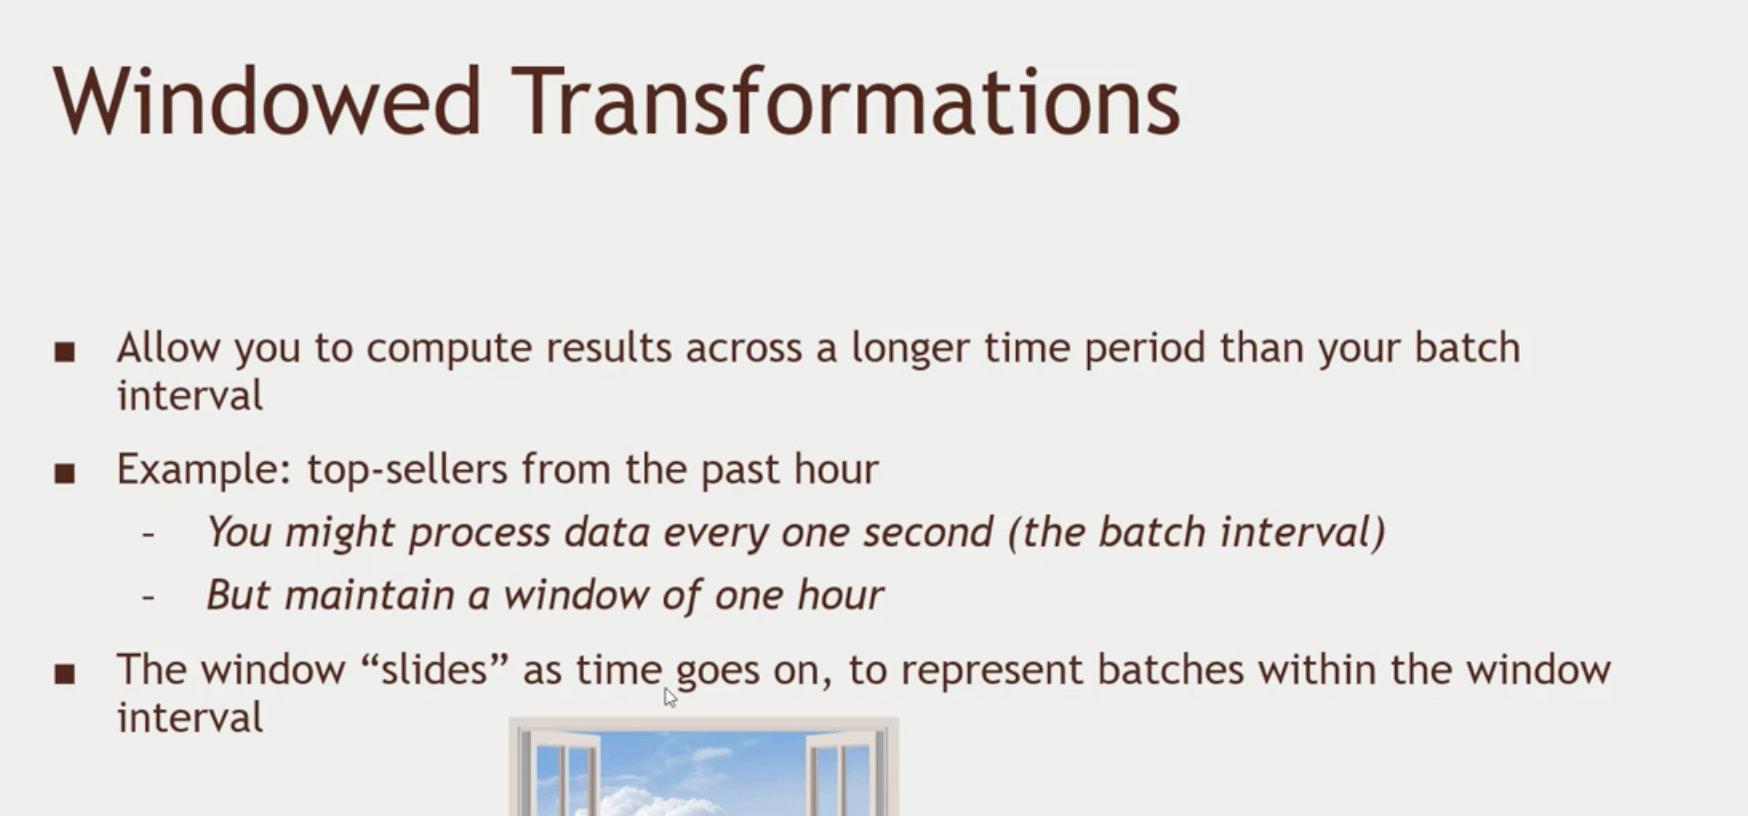 Windowed Transformations
■ Allow you to compute results across a longer time period than your batch
interval
■ Example: top-sellers from the past hour
– You might process data every one second (the batch interval)
– But maintain a window of one hour
■ The window “slides” as time goes on, to represent batches within the window
interval